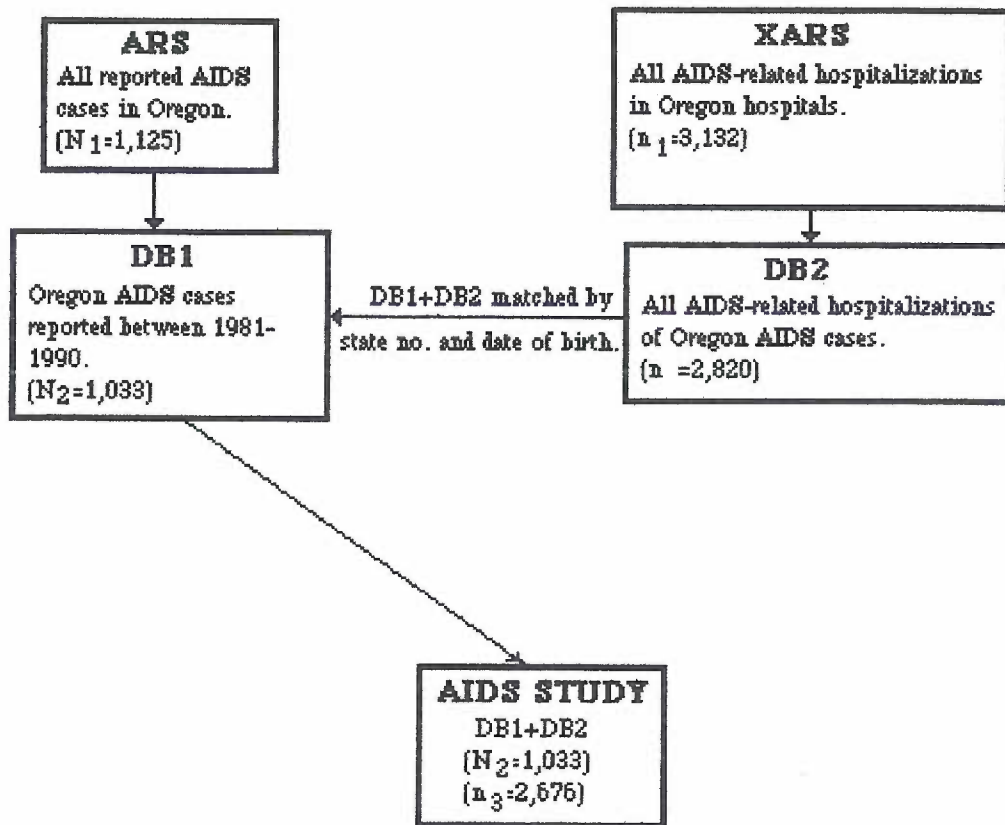 ARS
All reported AIDS
cases in Oregon.
(N1=1,125)
XARS
All AIDS-related hospitalizations
in Oregon hospitals.
(n1=3,132)
DB1
Oregon AIDS cases
reported between 1981-
1990.
(N2=1,033)
DB1+DB2 matched by
state no. and date of birth.
DB2
All AIDS-related hospitalizations
of Oregon AIDS cases.
(n =2,820)
AIDS STUDY
DB1+DB2
(N2=1,033)
(n3=2,676)